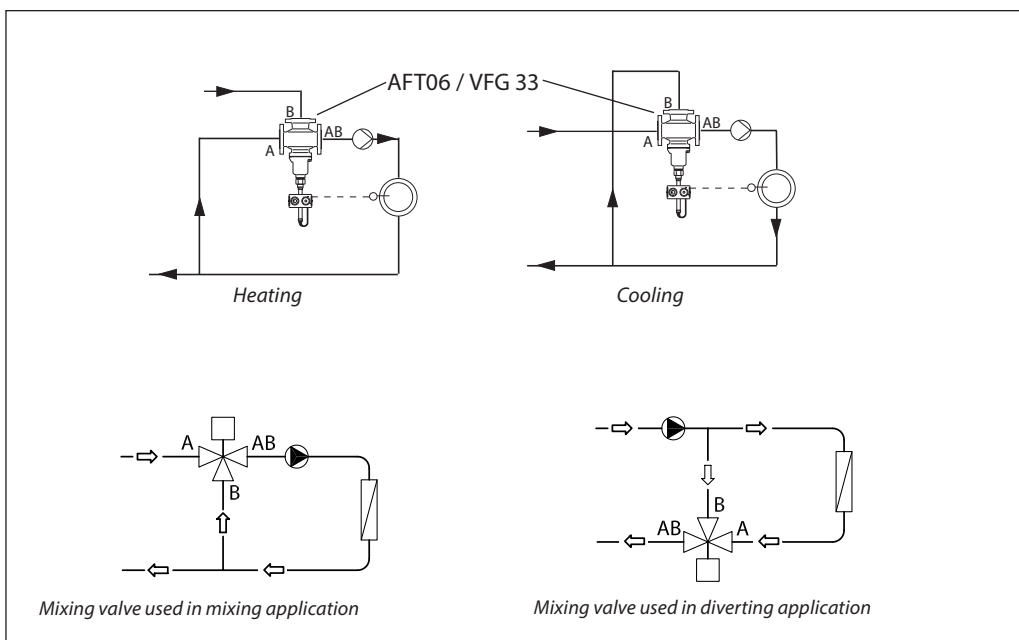 AFT06 / VFG 33
B
AB
A
B
AB
A
Heating
Cooling
A
AB
B
B
AB
A
Mixing valve used in mixing application
Mixing valve used in diverting application